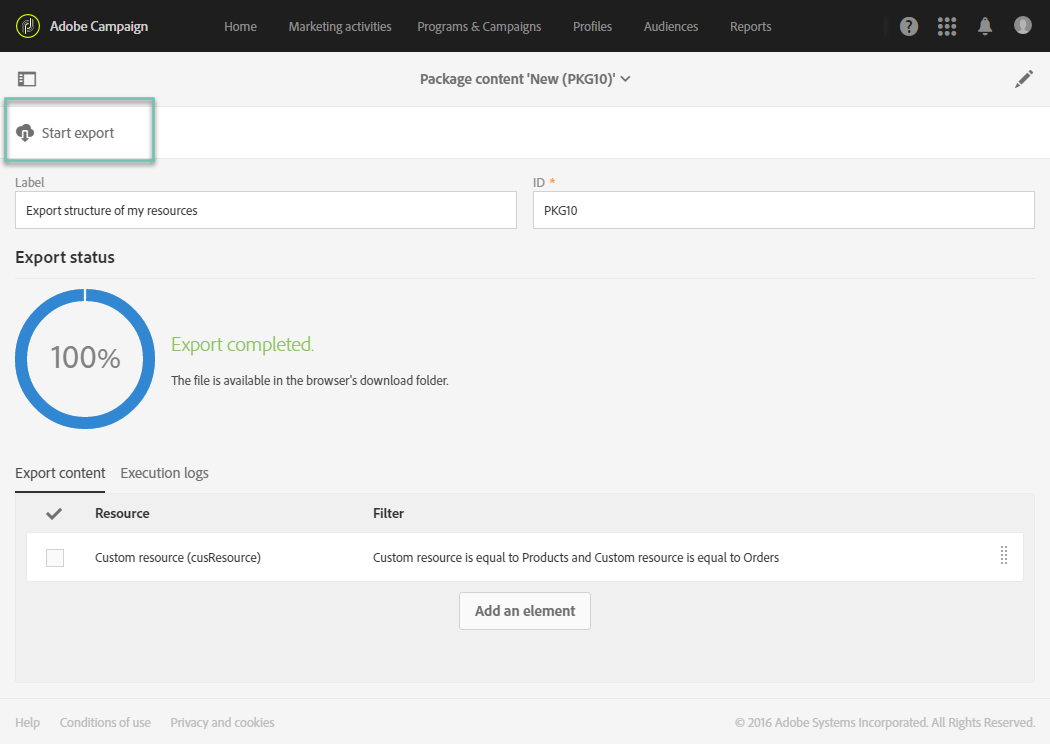 Adobe Campaign Home Marketing activities Programs & Campaigns Profiles Audiences Reports
Package content 'New (PKG10)'
Start export
Label ID *
Export structure of my resources PKG10
Export status
100%
Export completed.
The file is available in the browser's download folder.
Export content Execution logs
Resource Filter
Custom resource (cusResource) Custom resource is equal to Products and Custom resource is equal to Orders
Add an element
Help Conditions of use Privacy and cookies © 2016 Adobe Systems Incorporated. All Rights Reserved.